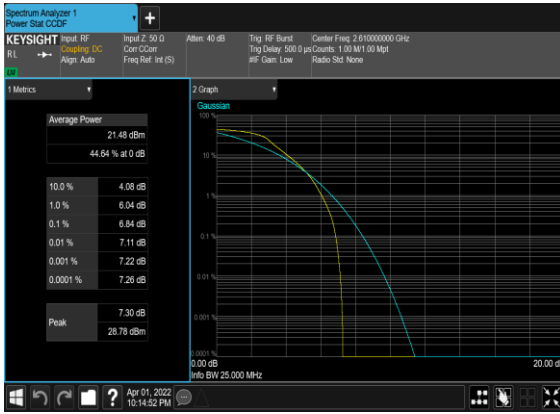 Spectrum Analyzer 1
Power Stat CCDF
KEYSIGHT
RL
LV
Input: RF
Coupling: DC
Align: Auto
Input Z: 50 Ω
Corr CCorr
Freq Ref: Int (S)
Atten: 40 dB
Trig: RF Burst
Trig Delay: 500.0 µs
#IF Gain: Low
Center Freq: 2.610000000 GHz
Counts: 1.00 M/1.00 Mpt
Radio Std: None
1 Metrics
Average Power
21.48 dBm
44.64 % at 0 dB
10.0 % 4.08 dB
1.0 % 6.04 dB
0.1 % 6.84 dB
0.01 % 7.11 dB
0.001 % 7.22 dB
0.0001 % 7.26 dB
Peak
7.30 dB
28.78 dBm
2 Graph
Gaussian
100 %
10 %
1 %
0.1 %
0.01 %
0.001 %
0.0001 %
0.00 dB
20.00 d
Info BW 25.000 MHz
?
Apr 01, 2022
10:14:52 PM